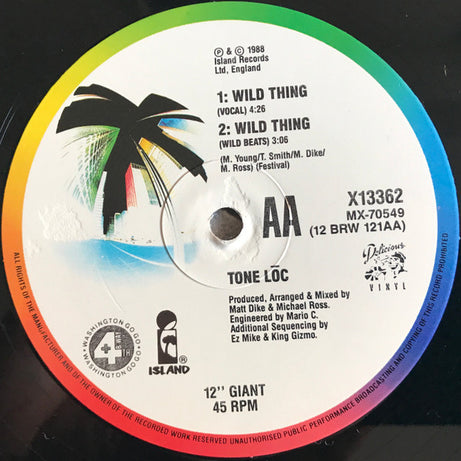 ℗ & © 1988
Island Records
Ltd, England
1: WILD THING
(VOCAL) 4:26
2: WILD THING
(WILD BEATS) 3:06
(M. Young/T. Smith/M. Dike/
M. Ross) (Festival)
AA
X13362
MX-70549
(12 BRW 121AA)
Delicious
VINYL
TONE LŌC
Produced, Arranged & Mixed by
Matt Dike & Michael Ross.
Engineered by Mario C.
Additional Sequencing by
Ez Mike & King Gizmo.
WASHINGTON GO GO
4TH
WASHINGTON GO GO
ISLAND ®
12'' GIANT
45 RPM
ALL RIGHTS OF THE MANUFACTURER AND OF THE OWNER OF THE RECORDED WORK RESERVED UNAUTHORISED PUBLIC PERFORMANCE BROADCASTING AND COPYING OF THIS RECORD PROHIBITED